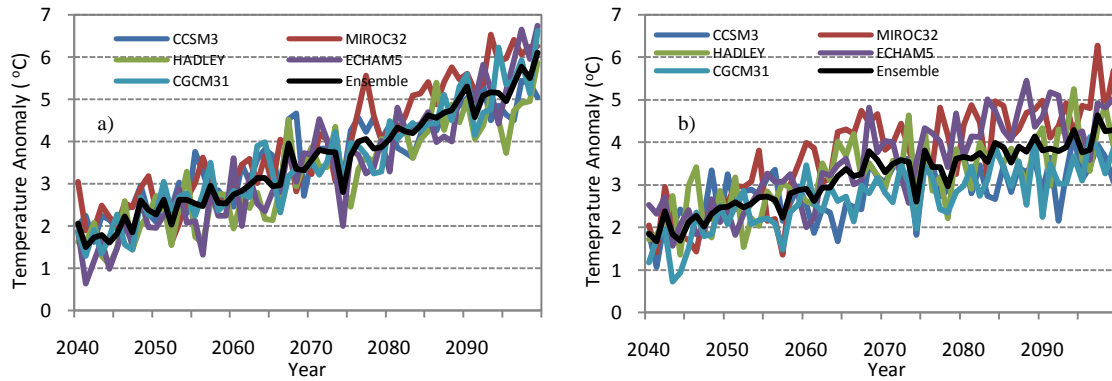 Temperature Anomaly (°C)
7
6
5
4
3
2
1
0
CCSM3 MIROC32
HADLEY ECHAM5
CGCM31 Ensemble
a)
2040 2050 2060 2070 2080 2090
Year
Temeprature Anomaly (°C)
7
6
5
4
3
2
1
0
CCSM3 MIROC32
HADLEY ECHAM5
CGCM31 Ensemble
b)
2040 2050 2060 2070 2080 2090
Year